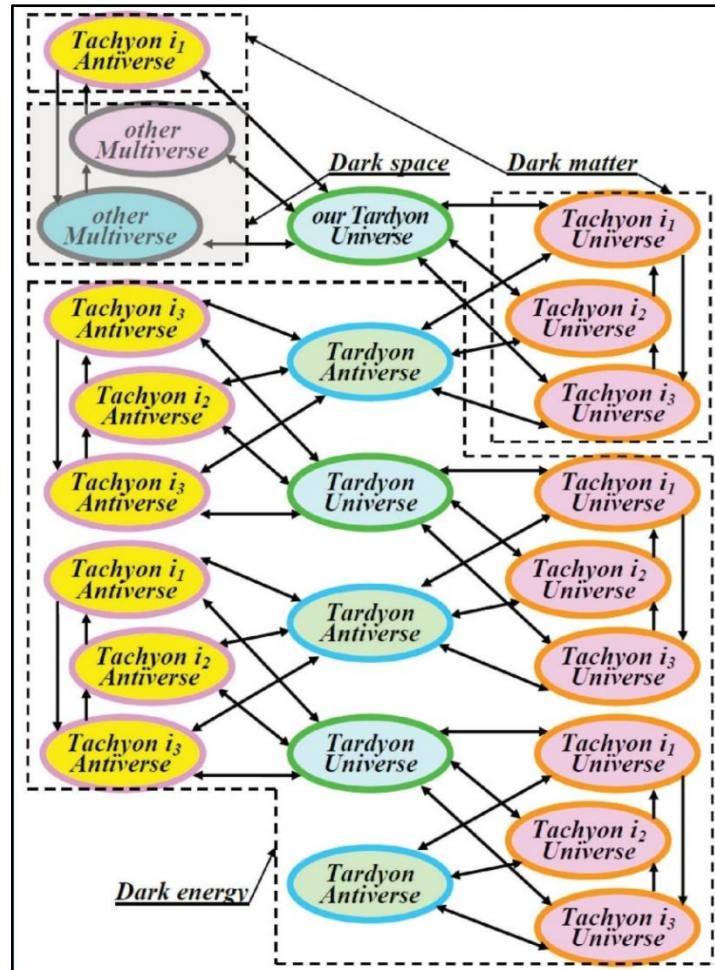 Tachyon i₁
Antiverse
other
Multiverse
Dark space
Dark matter
other
Multiverse
our Tardyon
Universe
Tachyon i₁
Universe
Tachyon i₂
Universe
Tachyon i₃
Universe
Tachyon i₃
Antiverse
Tardyon
Antiverse
Tachyon i₂
Antiverse
Tachyon i₃
Antiverse
Tardyon
Universe
Tachyon i₁
Universe
Tachyon i₂
Universe
Tachyon i₃
Universe
Tachyon i₁
Antiverse
Tardyon
Antiverse
Tachyon i₂
Antiverse
Tachyon i₃
Antiverse
Tardyon
Universe
Tachyon i₁
Universe
Tachyon i₂
Universe
Tachyon i₃
Universe
Tardyon
Antiverse
Dark energy